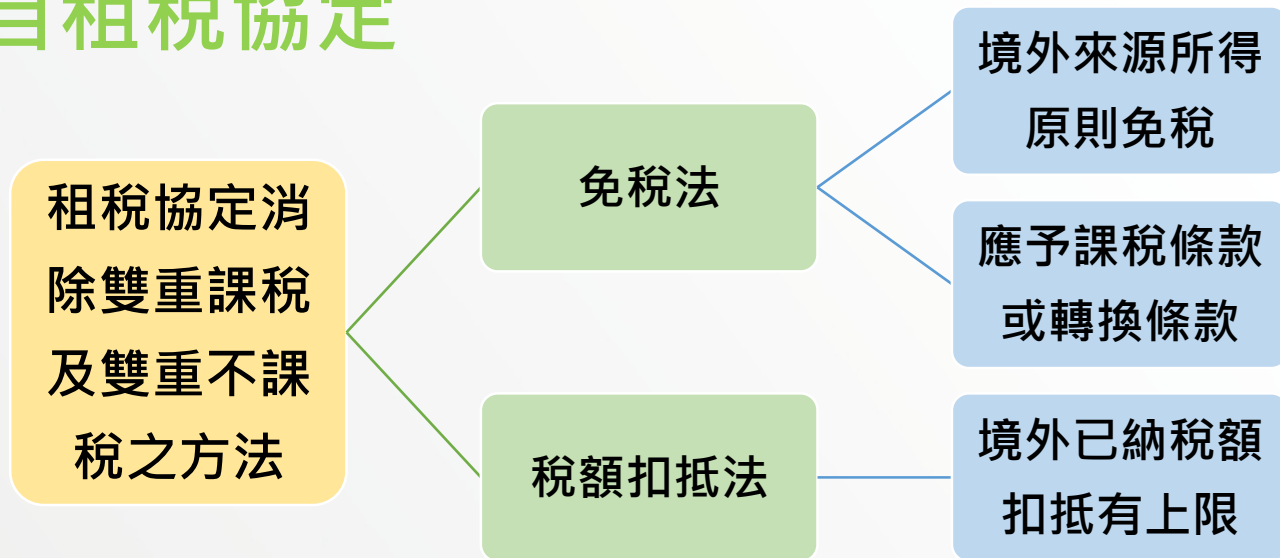 租稅協定
境外來源所得
原則免稅
免稅法
租稅協定消
除雙重課稅
及雙重不課
稅之方法
應予課稅條款
或轉換條款
稅額扣抵法
境外已納稅額
扣抵有上限